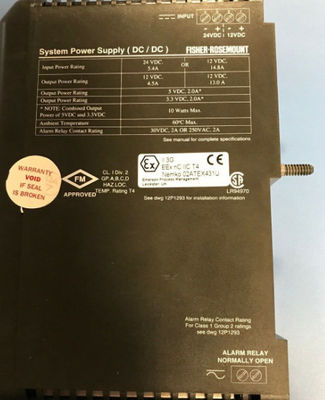 INPUT
24VDC 12VDC
System Power Supply ( DC / DC ) FISHER-ROSEMOUNT
24 VDC, 12 VDC,
Input Power Rating 5.4A OR 14.8A
12 VDC, 12 VDC,
Output Power Rating 4.5A 13.0 A
Output Power Rating 5 VDC, 2.0A*
Output Power Rating 3.3 VDC, 2.0A*
* NOTE: Combined Output
Power of 5VDC and 3.3VDC 10 Watts Max.
Ambient Temperature 60°C Max.
Alarm Relay Contact Rating 30VDC, 2A OR 250VAC, 2A
See manual for complete specifications
WARRANTY
VOID
IF SEAL
IS BROKEN
FM
APPROVED
CL. I Div. 2
GP. A,B,C,D
HAZ LOC.
TEMP. Rating T4
Ex
3G
EEx nC IIC T4
Nemko 02ATEX431U
Emerson Process Management
Leicester
LR94970
See dwg 12P1293 for installation information
Alarm Relay Contact Rating
For Class 1 Group 2 ratings
see dwg 12P1293
ALARM RELAY
NORMALLY OPEN